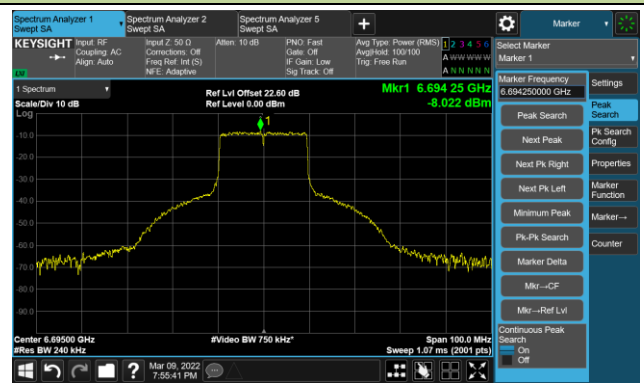 Spectrum Analyzer 1
Swept SA
Spectrum Analyzer 2
Swept SA
Spectrum Analyzer 5
Swept SA
Marker
KEYSIGHT
Input: RF
Coupling: AC
Align: Auto
Input Z: 50 Ω
Corrections: Off
Freq Ref: Int (S)
NFE: Adaptive
Atten: 10 dB
PNO: Fast
Gate: Off
IF Gain: Low
Sig Track: Off
Avg Type: Power (RMS)
Avg|Hold: 100/100
Trig: Free Run
1 2 3 4 5 6
A W W W W W
A N N N N N
Select Marker
Marker 1
LV
1 Spectrum
Scale/Div 10 dB
Log
Ref Lvl Offset 22.60 dB
Ref Level 0.00 dBm
Mkr1 6.694 25 GHz
-8.022 dBm
1
-10.0
-20.0
-30.0
-40.0
-50.0
-60.0
-70.0
-80.0
-90.0
Center 6.69500 GHz
#Res BW 240 kHz
#Video BW 750 kHz*
Span 100.0 MHz
Sweep 1.07 ms (2001 pts)
Marker Frequency
6.694250000 GHz
Peak Search
Next Peak
Next Pk Right
Next Pk Left
Minimum Peak
Pk-Pk Search
Marker Delta
Mkr→CF
Mkr→Ref Lvl
Continuous Peak
Search
On
Off
Settings
Peak
Search
Pk Search
Config
Properties
Marker
Function
Marker→
Counter
?
Mar 09, 2022
7:55:41 PM